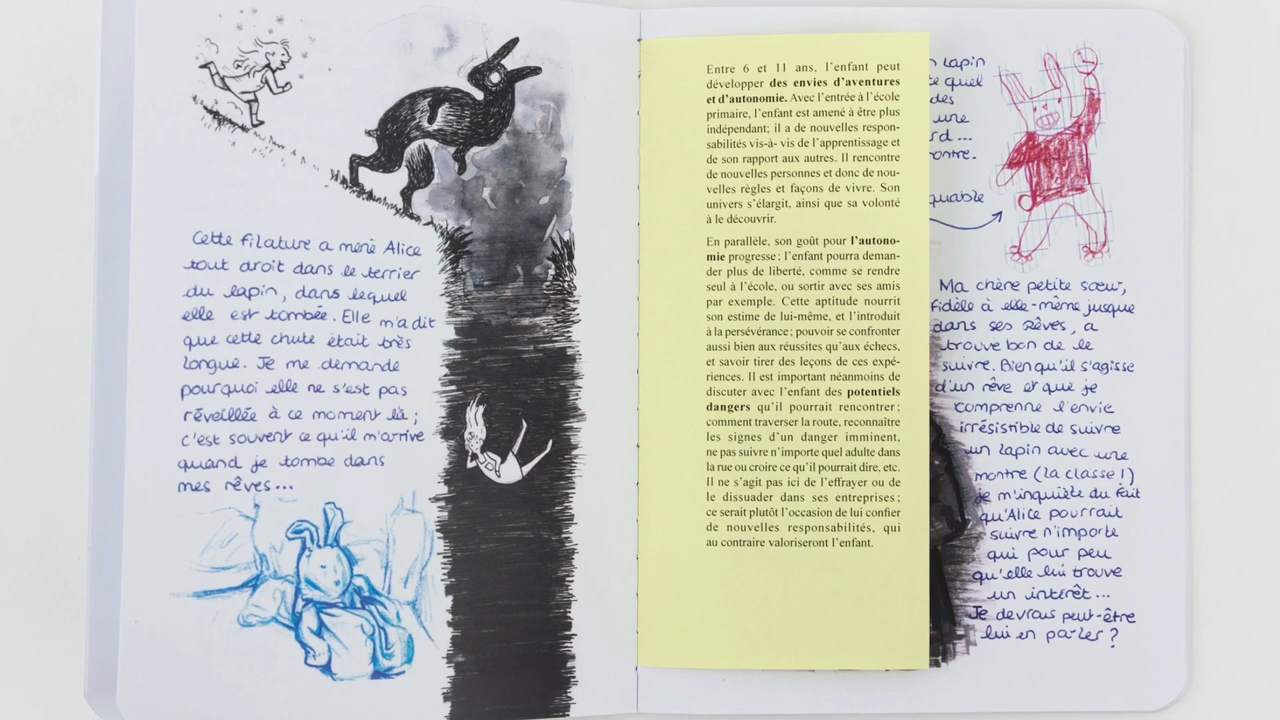 Cette filature a mené Alice
tout droit dans le terrier
du lapin, dans lequel
elle est tombée. Elle m'a dit
que cette chute était très
longue. Je me demande
pourquoi elle ne s'est pas
réveillée à ce moment là ;
c'est souvent ce qu'il m'arrive
quand je tombe dans
mes rêves...
Entre 6 et 11 ans, l'enfant peut
développer des envies d'aventures
et d'autonomie. Avec l'entrée à l'école
primaire, l'enfant est amené à être plus
indépendant; il a de nouvelles respon-
sabilités vis-à- vis de l'apprentissage et
de son rapport aux autres. Il rencontre
de nouvelles personnes et donc de nou-
velles règles et façons de vivre. Son
univers s'élargit, ainsi que sa volonté
à le découvrir.
En parallèle, son goût pour l'autono-
mie progresse ; l'enfant pourra deman-
der plus de liberté, comme se rendre
seul à l'école, ou sortir avec ses amis
par exemple. Cette aptitude nourrit
son estime de lui-même, et l'introduit
à la persévérance ; pouvoir se confronter
aussi bien aux réussites qu'aux échecs,
et savoir tirer des leçons de ces expé-
riences. Il est important néanmoins de
discuter avec l'enfant des potentiels
dangers qu'il pourrait rencontrer ;
comment traverser la route, reconnaître
les signes d'un danger imminent,
ne pas suivre n'importe quel adulte dans
la rue ou croire ce qu'il pourrait dire, etc.
Il ne s'agit pas ici de l'effrayer ou de
le dissuader dans ses entreprises ;
ce serait plutôt l'occasion de lui confier
de nouvelles responsabilités, qui
au contraire valoriseront l'enfant.
lapin
quel
des
une
rd...
ontre.
quable
Ma chère petite sœur,
fidèle à elle-même jusque
dans ses rêves, a
trouvé bon de le
suivre. Bien qu'il s'agisse
d'un rêve et que je
comprenne l'envie
irrésistible de suivre
un lapin avec une
montre (la classe !)
je m'inquiète du fait
qu'Alice pourrait
suivre n'importe
qui pour peu
qu'elle lui trouve
un intérêt...
Je devrais peut-être
lui en parler ?